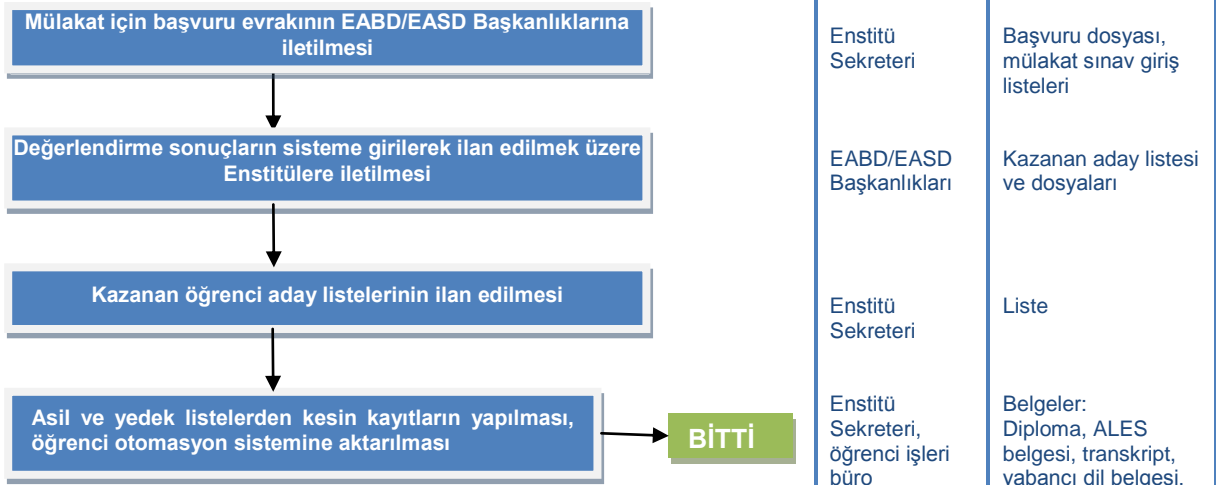 Mülakat için başvuru evrakının EABD/EASD Başkanlıklarına
iletilmesi
Enstitü
Sekreteri
Başvuru dosyası,
mülakat sınav giriş
listeleri
Değerlendirme sonuçların sisteme girilerek ilan edilmek üzere
Enstitülere iletilmesi
EABD/EASD
Başkanlıkları
Kazanan aday listesi
ve dosyaları
Kazanan öğrenci aday listelerinin ilan edilmesi
Enstitü
Sekreteri
Liste
Asil ve yedek listelerden kesin kayıtların yapılması,
öğrenci otomasyon sistemine aktarılması
BİTTİ
Enstitü
Sekreteri,
öğrenci işleri
büro
Belgeler:
Diploma, ALES
belgesi, transkript,
yabancı dil belgesi,